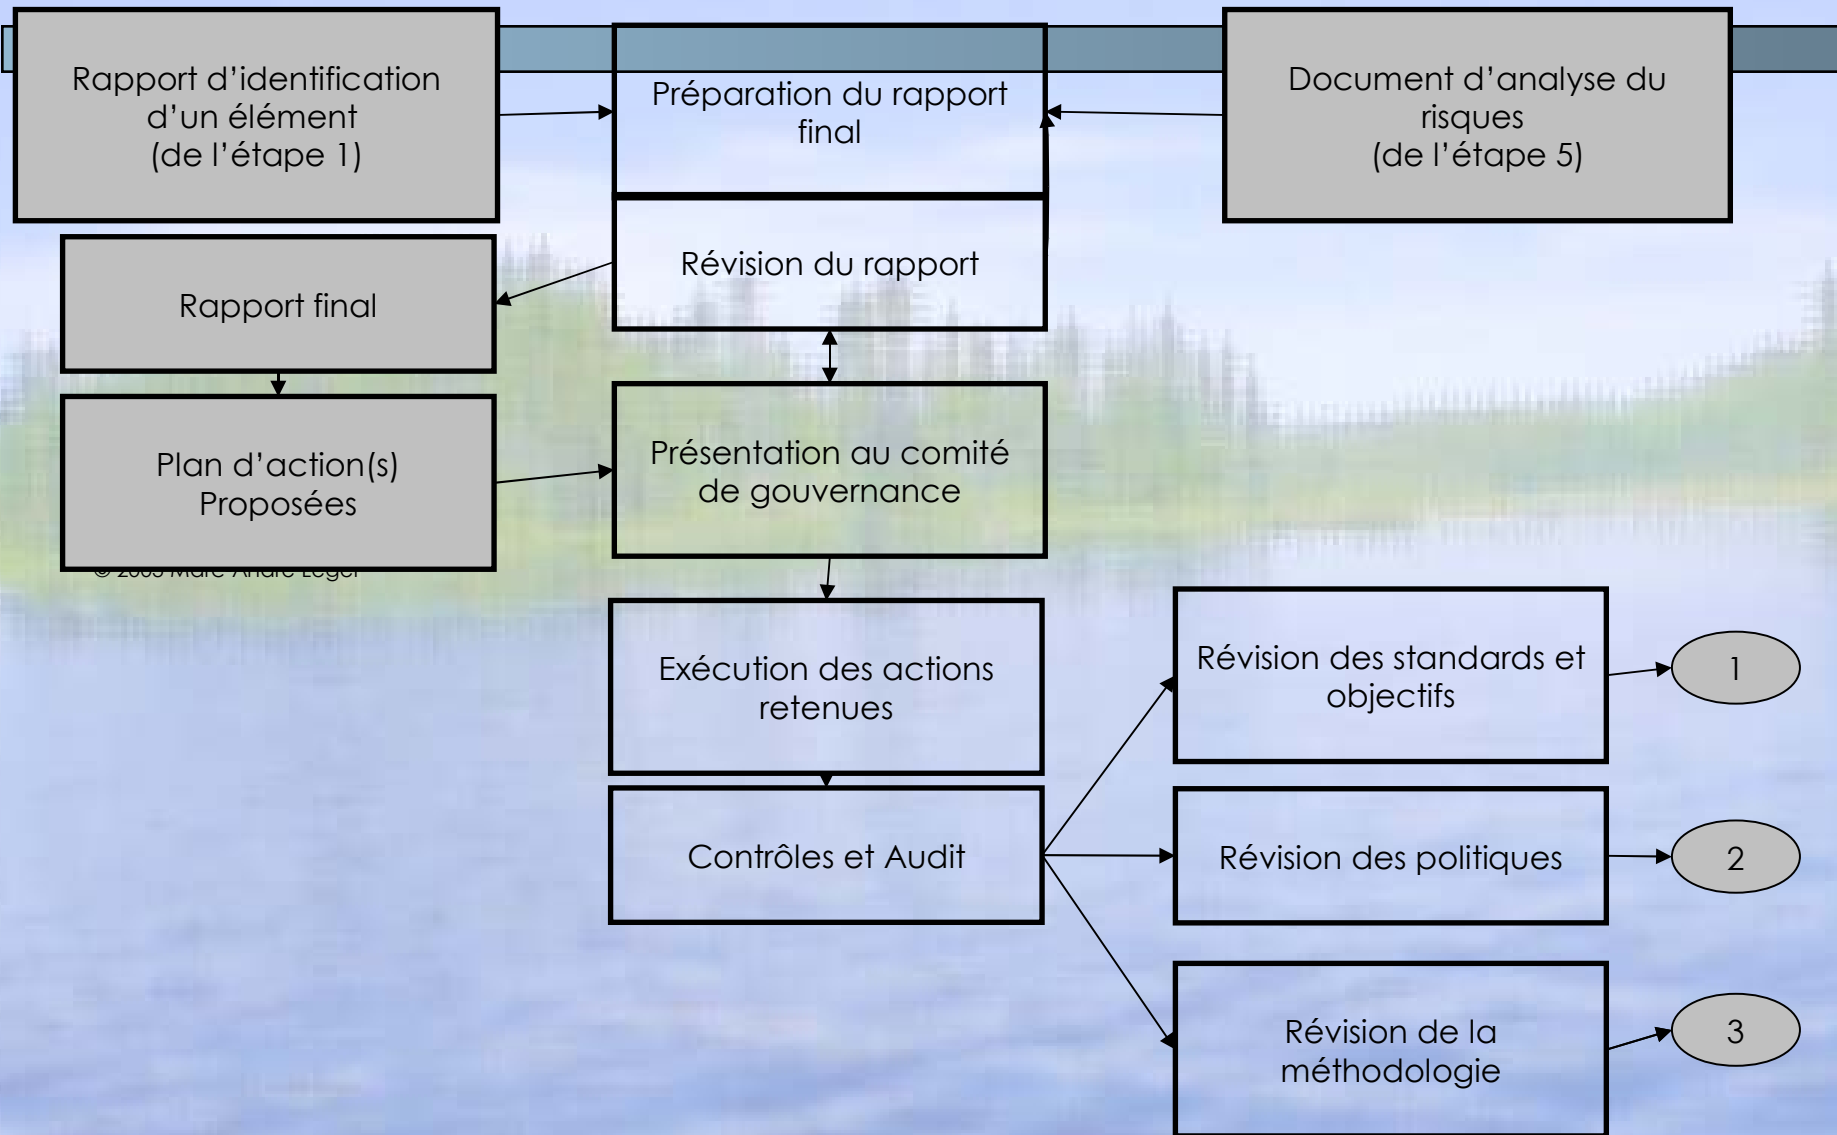 Rapport d’identification
d’un élément
(de l’étape 1)
Préparation du rapport
final
Document d’analyse du
risques
(de l’étape 5)
Révision du rapport
Rapport final
Plan d’action(s)
Proposées
Présentation au comité
de gouvernance
Exécution des actions
retenues
Révision des standards et
objectifs
1
Contrôles et Audit
Révision des politiques
2
Révision de la
méthodologie
3